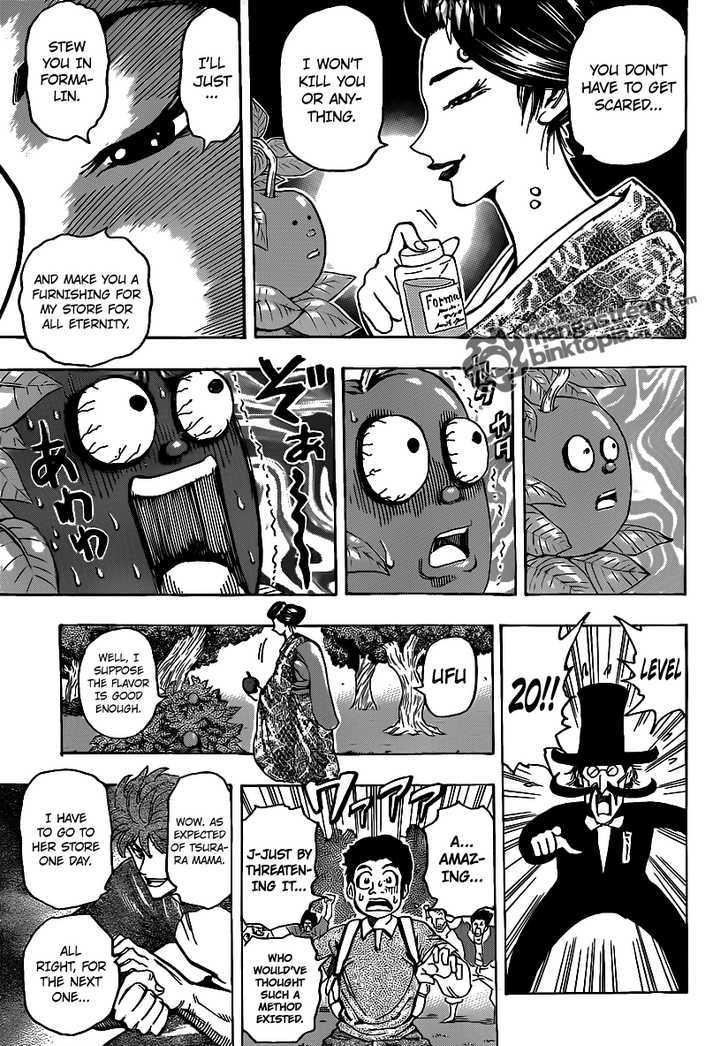 YOU DON'T
HAVE TO GET
SCARED...
I WON'T
KILL YOU
OR ANY-
THING.
Forma
I'LL
JUST
...
STEW
YOU IN
FORMA-
LIN.
AND MAKE YOU A
FURNISHING FOR
MY STORE FOR
ALL ETERNITY.
mangastream.com
binktopia
カタ
ぞぉぉ
あわわ
LEVEL
20!!
UFU
WELL, I
SUPPOSE
THE FLAVOR
IS GOOD
ENOUGH.
ワアアア
A...
AMAZ-
ING...
J-JUST BY
THREATEN-
ING IT...
WHO
WOULD'VE
THOUGHT
SUCH A
METHOD
EXISTED.
WOW. AS
EXPECTED
OF TSURA-
RA MAMA.
I HAVE
TO GO TO
HER STORE
ONE DAY.
ALL
RIGHT, FOR
THE NEXT
ONE...